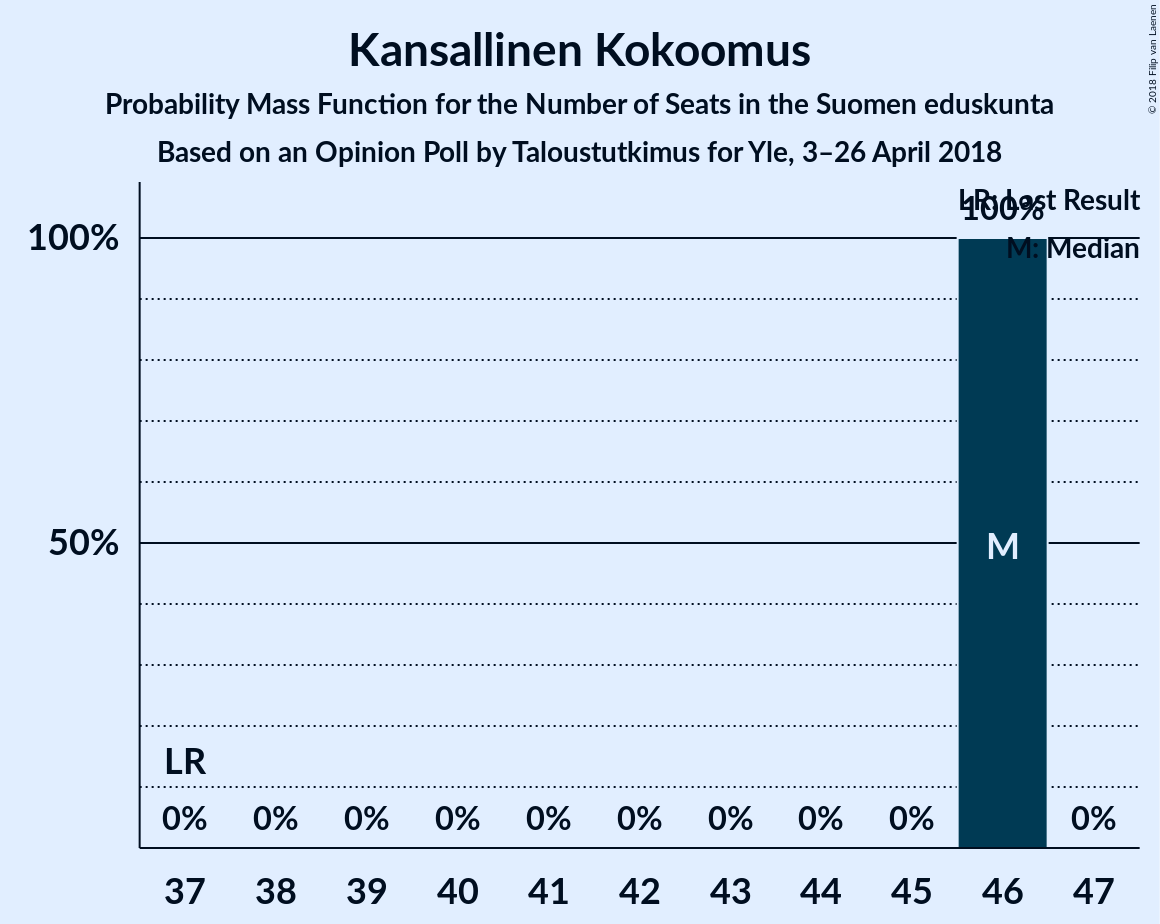 Kansallinen Kokoomus
Probability Mass Function for the Number of Seats in the Suomen eduskunta
Based on an Opinion Poll by Taloustutkimus for Yle, 3–26 April 2018
© 2018 Filip van Laenen
LR: Last Result
100%
M: Median
100%
50%
M
LR
0% 0% 0% 0% 0% 0% 0% 0% 0% 0%
37 38 39 40 41 42 43 44 45 46 47